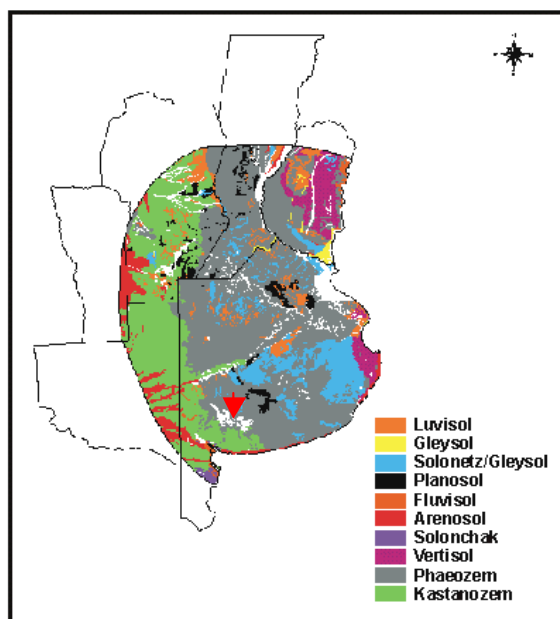 Luvisol
Gleysol
Solonetz/Gleysol
Planosol
Fluvisol
Arenosol
Solonchak
Vertisol
Phaeozem
Kastanozem